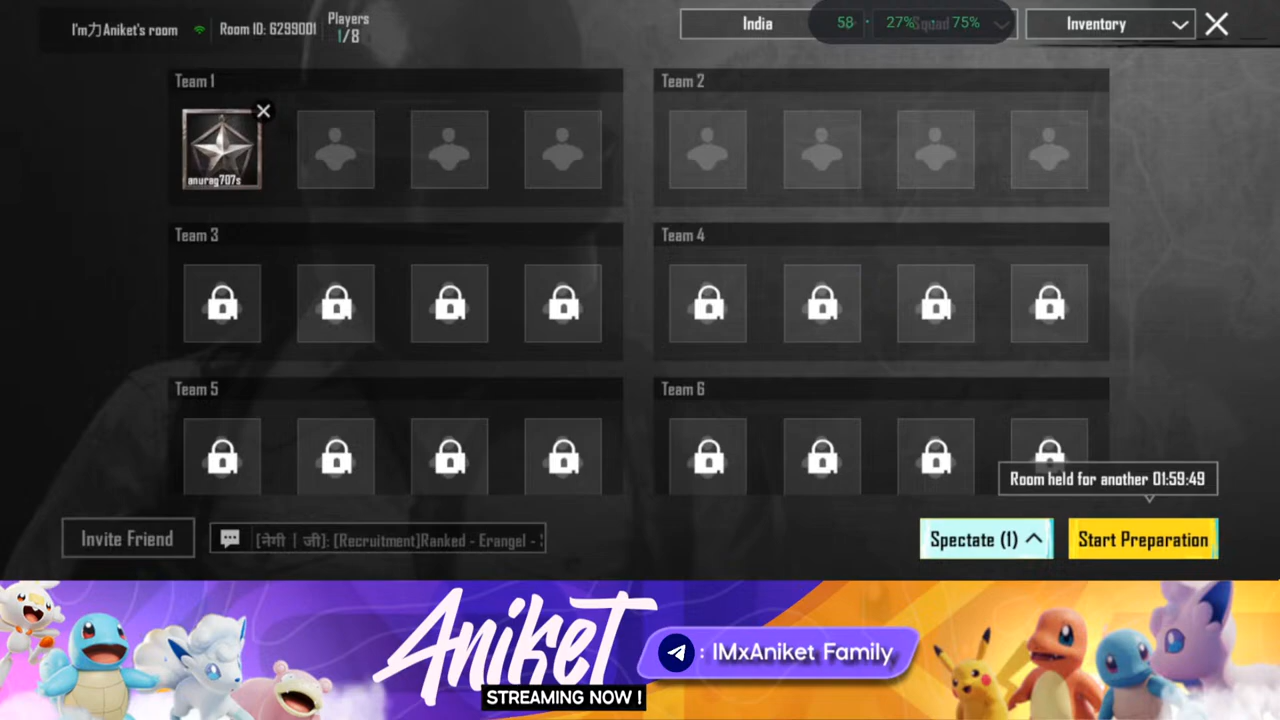 I'm力Aniket's room
Room ID: 6299001
Players
1/8
India
58 · 27% · 75%
Squad
Inventory
Team 1
Team 2
anurag707s
Team 3
Team 4
Team 5
Team 6
Room held for another 01:59:49
Invite Friend
[नेगी | जी]: [Recruitment]Ranked - Erangel -
Spectate (1)
Start Preparation
Aniket
: IMxAniket Family
STREAMING NOW !